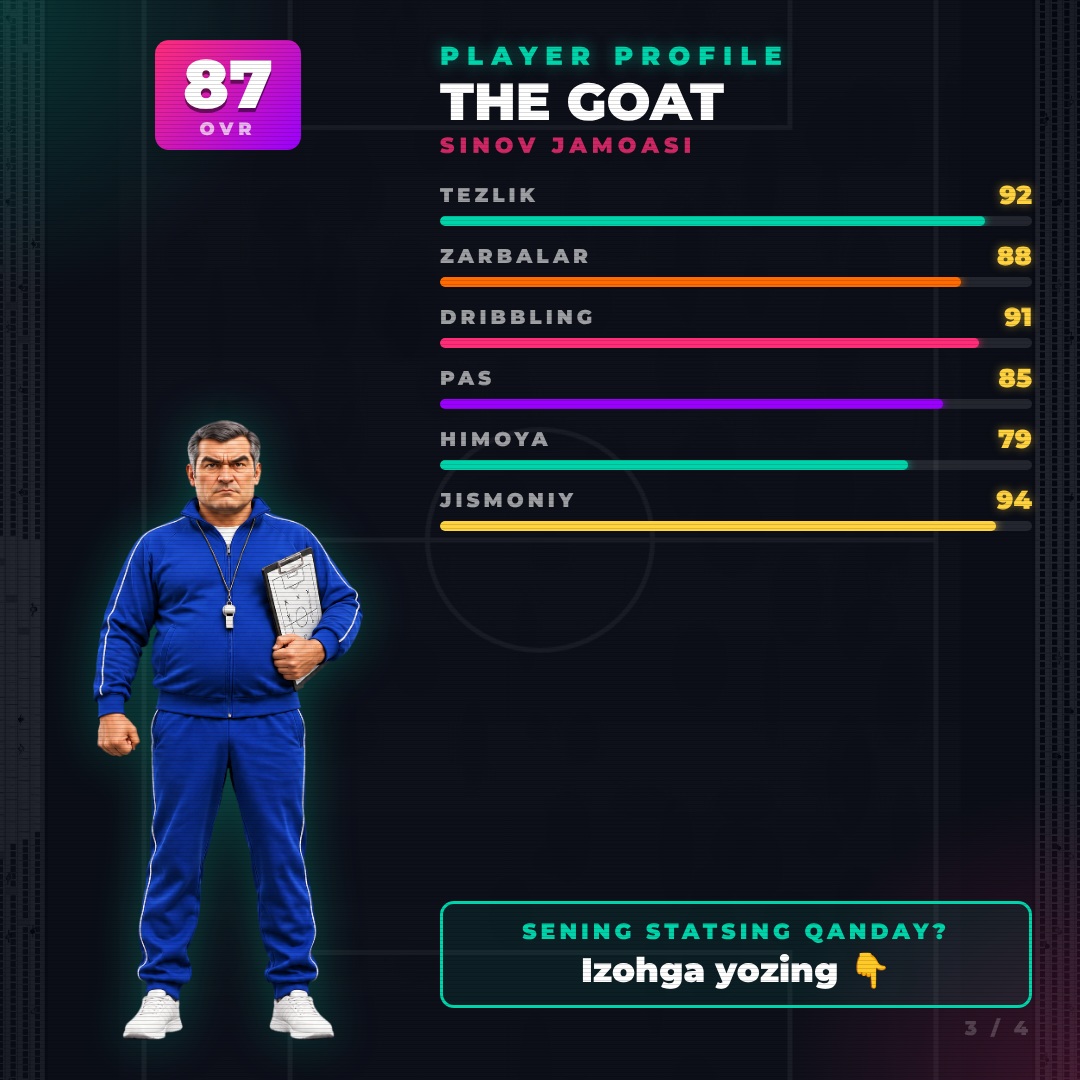 87
OVR
PLAYER PROFILE
THE GOAT
SINOV JAMOASI
TEZLIK 92
ZARBALAR 88
DRIBBLING 91
PAS 85
HIMOYA 79
JISMONIY 94
SENING STATSING QANDAY?
Izohga yozing 👇
3 / 4